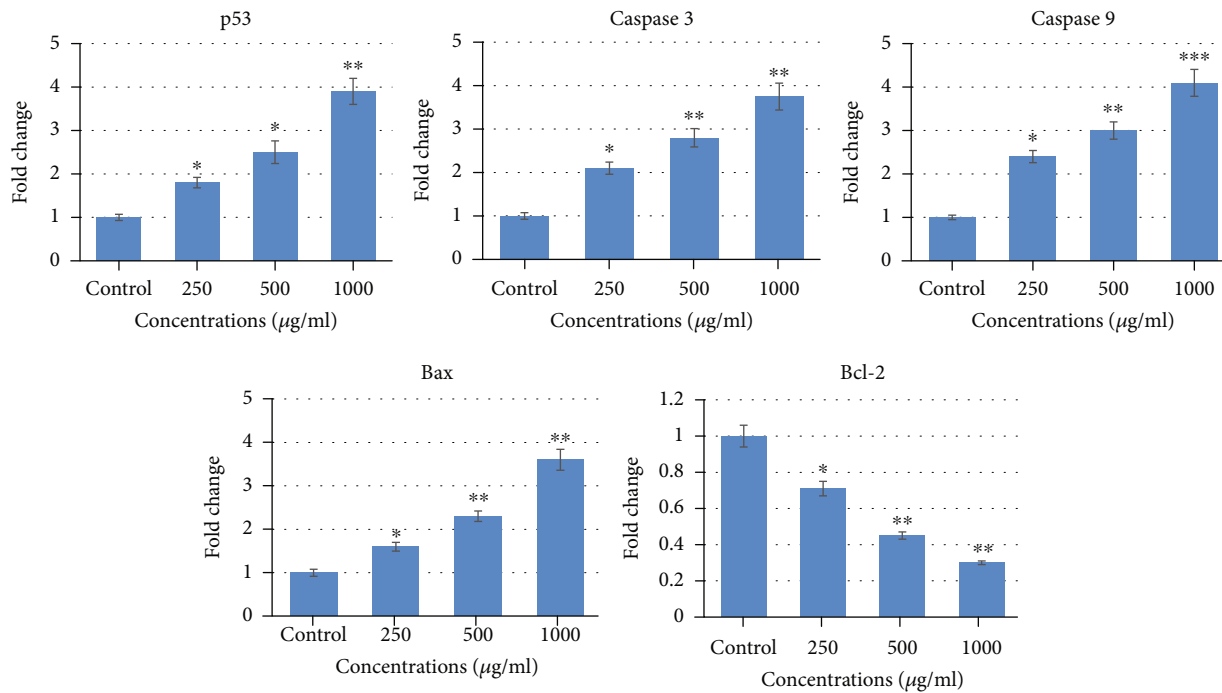 p53
Fold change
5
4
3
2
1
0
*
*
**
Control 250 500 1000
Concentrations (μg/ml)
Caspase 3
Fold change
5
4
3
2
1
0
*
**
**
Control 250 500 1000
Concentrations (μg/ml)
Caspase 9
Fold change
5
4
3
2
1
0
*
**
***
Control 250 500 1000
Concentrations (μg/ml)
Bax
Fold change
5
4
3
2
1
0
*
**
**
Control 250 500 1000
Concentrations (μg/ml)
Bcl-2
Fold change
1.2
1
0.8
0.6
0.4
0.2
0
*
**
**
Control 250 500 1000
Concentrations (μg/ml)